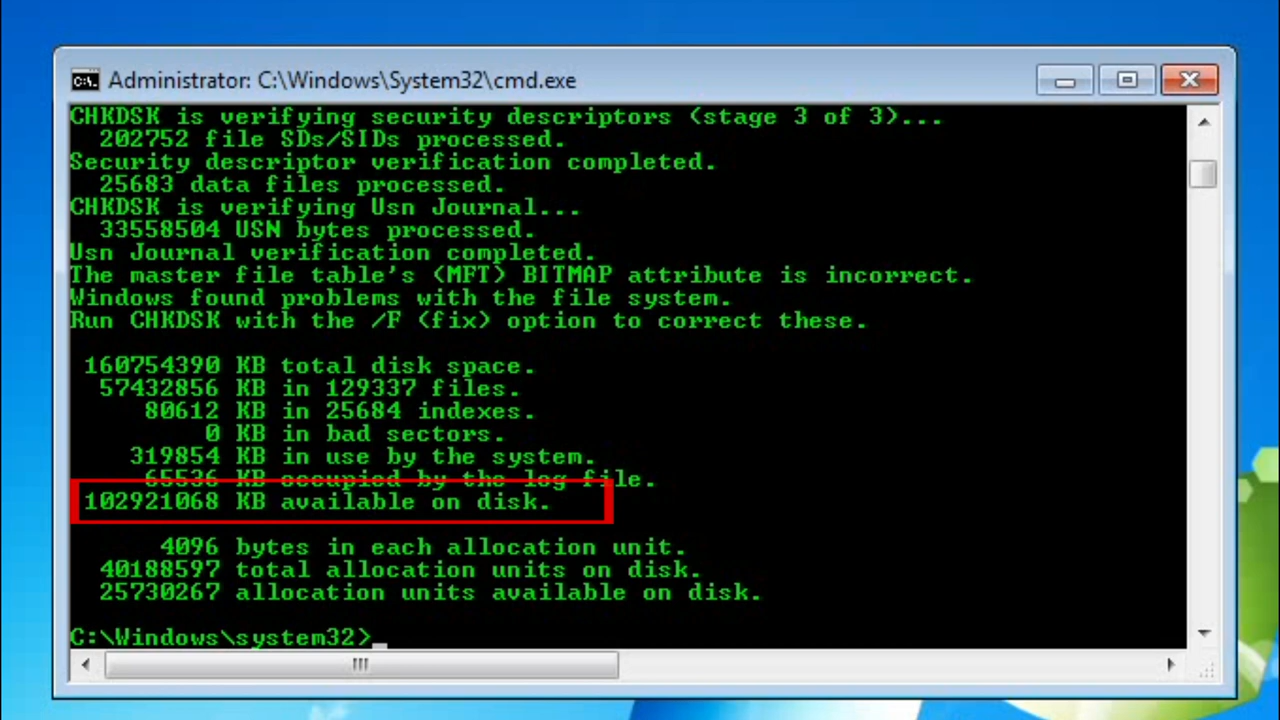 Administrator: C:\Windows\System32\cmd.exe
CHKDSK is verifying security descriptors (stage 3 of 3)...
202752 file SDs/SIDs processed.
Security descriptor verification completed.
25683 data files processed.
CHKDSK is verifying Usn Journal...
33558504 USN bytes processed.
Usn Journal verification completed.
The master file table's (MFT) BITMAP attribute is incorrect.
Windows found problems with the file system.
Run CHKDSK with the /F (fix) option to correct these.
160754390 KB total disk space.
57432856 KB in 129337 files.
80612 KB in 25684 indexes.
0 KB in bad sectors.
319854 KB in use by the system.
65536 KB occupied by the log file.
102921068 KB available on disk.
4096 bytes in each allocation unit.
40188597 total allocation units on disk.
25730267 allocation units available on disk.
C:\Windows\system32>_